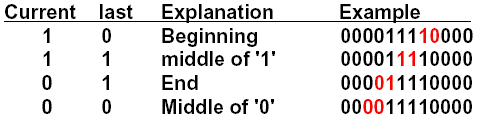 Current last Explanation Example
1 0 Beginning 000011110000
1 1 middle of '1' 000011110000
0 1 End 000011110000
0 0 Middle of '0' 000011110000